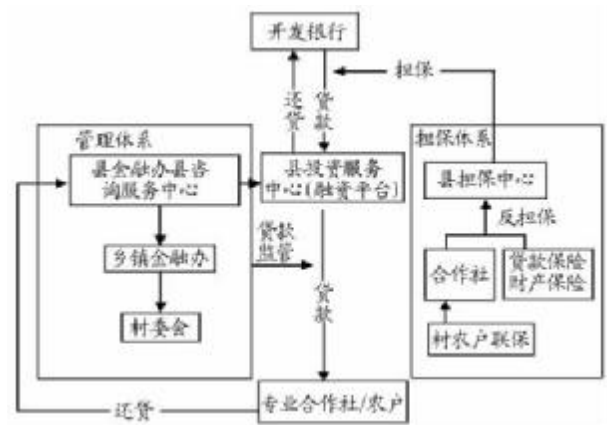 开发银行
担保
还贷
贷款
管理体系
担保体系
县金融办县咨
询服务中心
县投资服务
中心(融资平台)
县担保中心
反担保
贷款
监管
乡镇金融办
合作社
贷款保险
财产保险
贷款
村委会
村农户联保
还贷
专业合作社/农户